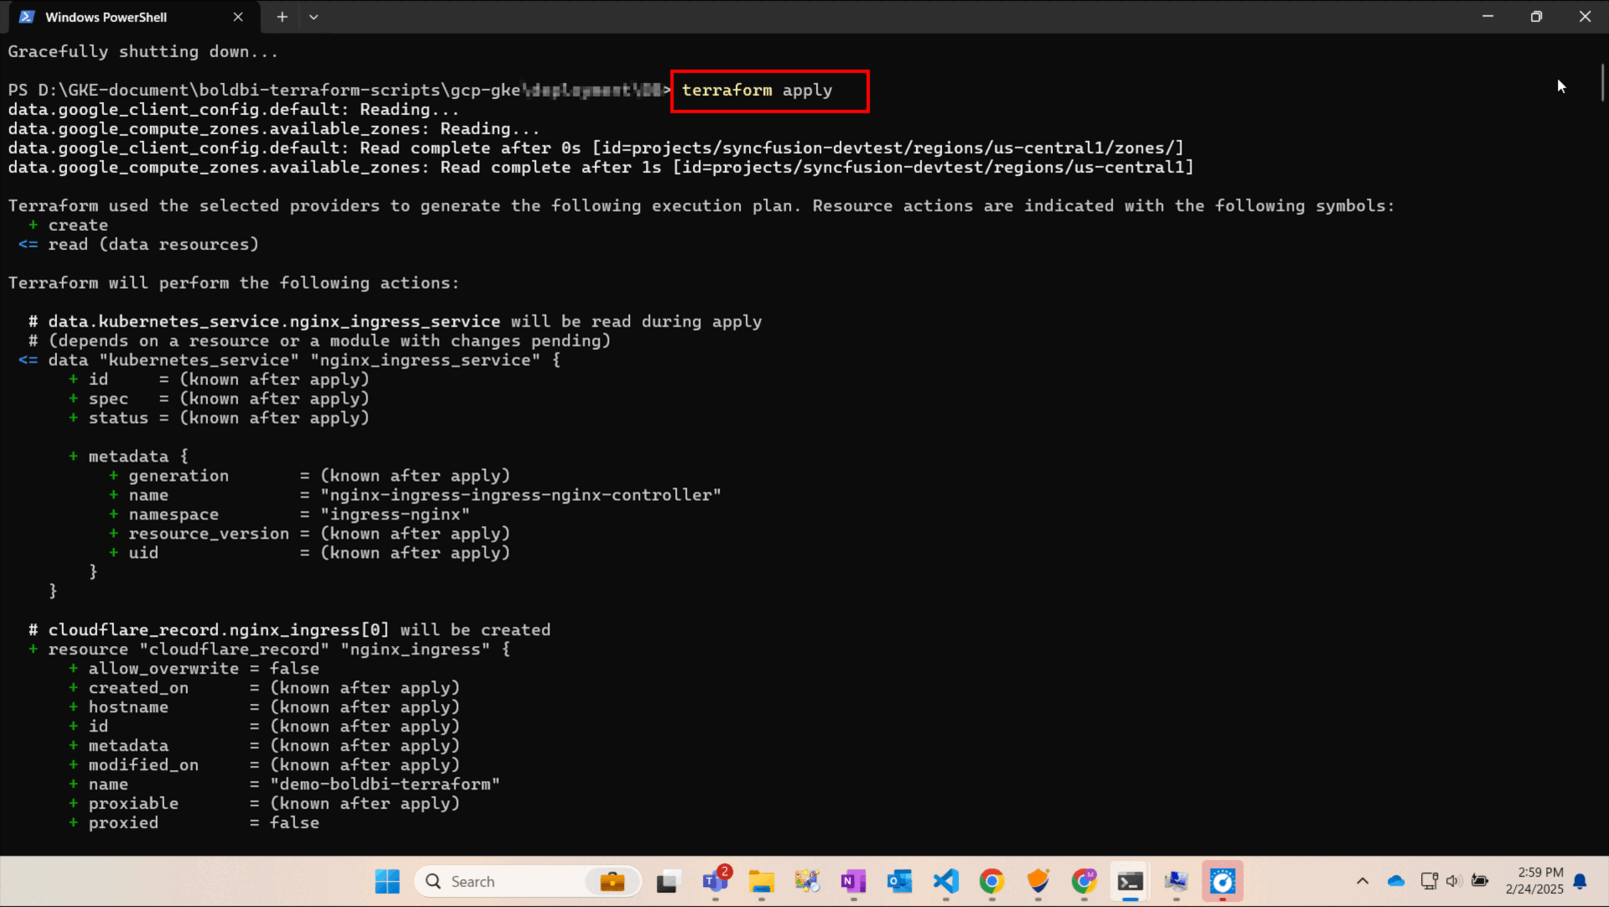 Windows PowerShell
Gracefully shutting down...
PS D:\GKE-document\boldbi-terraform-scripts\gcp-gke > terraform apply
data.google_client_config.default: Reading...
data.google_compute_zones.available_zones: Reading...
data.google_client_config.default: Read complete after 0s [id=projects/syncfusion-devtest/regions/us-central1/zones/]
data.google_compute_zones.available_zones: Read complete after 1s [id=projects/syncfusion-devtest/regions/us-central1]
Terraform used the selected providers to generate the following execution plan. Resource actions are indicated with the following symbols:
+ create
<= read (data resources)
Terraform will perform the following actions:
# data.kubernetes_service.nginx_ingress_service will be read during apply
# (depends on a resource or a module with changes pending)
<= data "kubernetes_service" "nginx_ingress_service" {
+ id     = (known after apply)
+ spec   = (known after apply)
+ status = (known after apply)
+ metadata {
+ generation       = (known after apply)
+ name             = "nginx-ingress-ingress-nginx-controller"
+ namespace        = "ingress-nginx"
+ resource_version = (known after apply)
+ uid              = (known after apply)
}
}
# cloudflare_record.nginx_ingress[0] will be created
+ resource "cloudflare_record" "nginx_ingress" {
+ allow_overwrite = false
+ created_on      = (known after apply)
+ hostname        = (known after apply)
+ id              = (known after apply)
+ metadata        = (known after apply)
+ modified_on     = (known after apply)
+ name            = "demo-boldbi-terraform"
+ proxiable       = (known after apply)
+ proxied         = false
Search
2
2:59 PM
2/24/2025